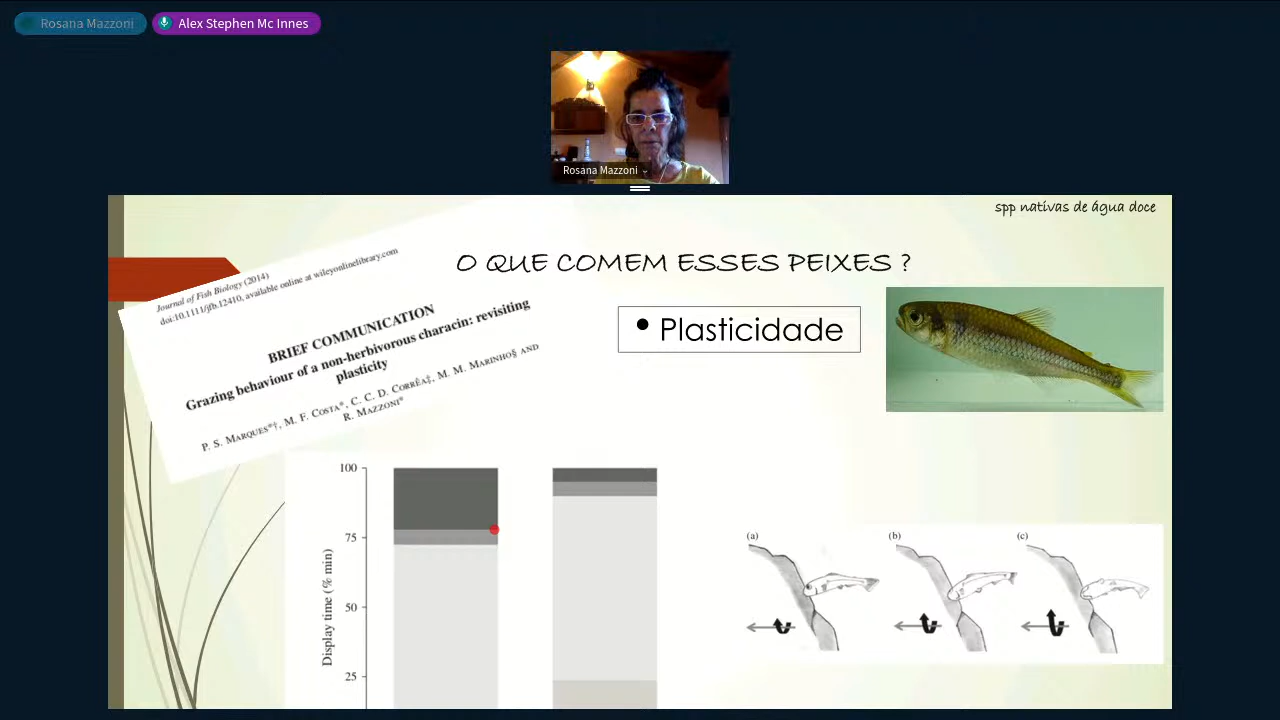 Rosana Mazzoni
Alex Stephen Mc Innes
Rosana Mazzoni
spp nativas de água doce
O QUE COMEM ESSES PEIXES ?
Journal of Fish Biology (2014)
doi:10.1111/jfb.12410, available online at wileyonlinelibrary.com
BRIEF COMMUNICATION
Grazing behaviour of a non-herbivorous characin: revisiting
plasticity
P. S. Marques*†, M. F. Costa*, C. C. D. Corrêa‡, M. M. Marinho§ and
R. Mazzoni*
• Plasticidade
100
75
50
25
Display time (% min)
(a)
(b)
(c)